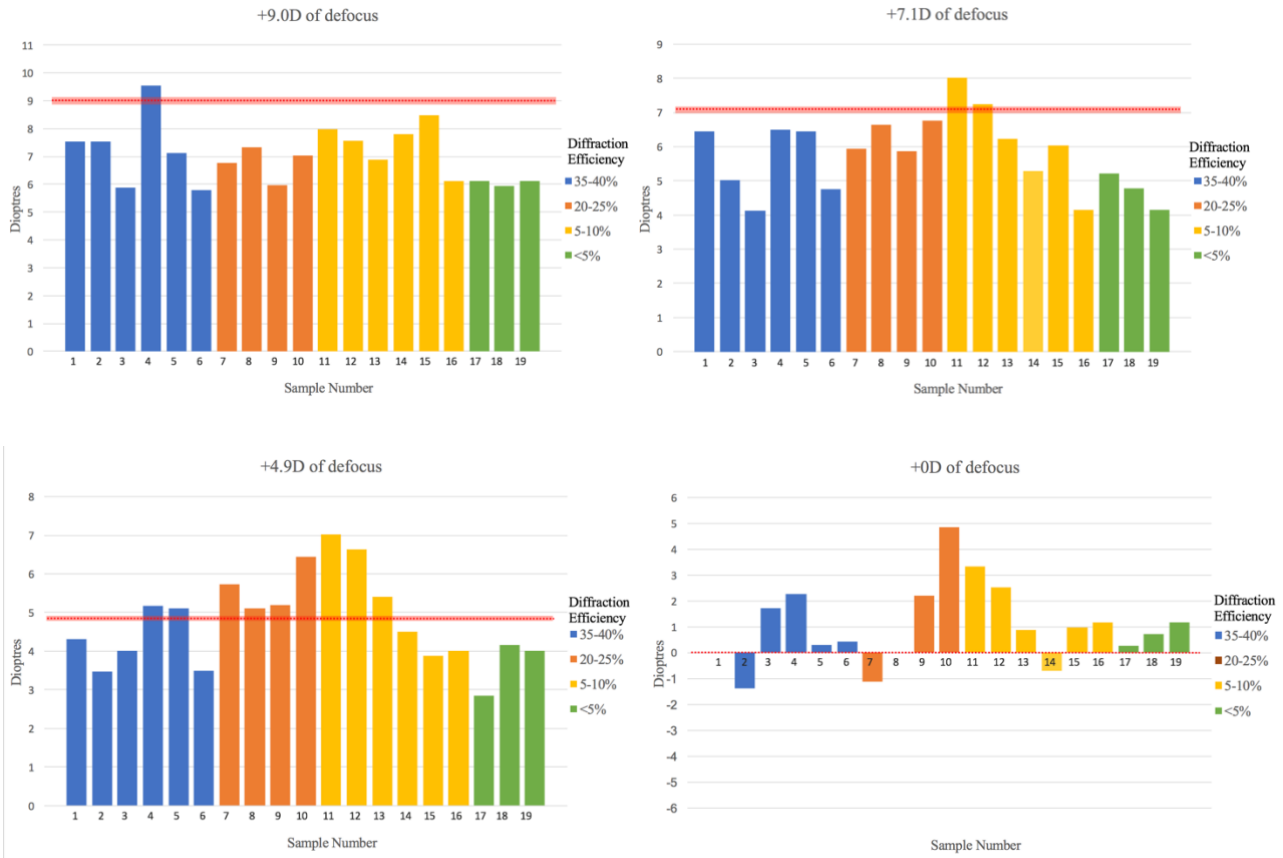 +9.0D of defocus
11
10
9
8
7
6
5
4
3
2
1
0
Dioptres
1 2 3 4 5 6 7 8 9 10 11 12 13 14 15 16 17 18 19
Sample Number
Diffraction
Efficiency
35-40%
20-25%
5-10%
<5%
+7.1D of defocus
9
8
7
6
5
4
3
2
1
0
Dioptres
1 2 3 4 5 6 7 8 9 10 11 12 13 14 15 16 17 18 19
Sample Number
Diffraction
Efficiency
35-40%
20-25%
5-10%
<5%
+4.9D of defocus
8
7
6
5
4
3
2
1
0
Dioptres
1 2 3 4 5 6 7 8 9 10 11 12 13 14 15 16 17 18 19
Sample Number
Diffraction
Efficiency
35-40%
20-25%
5-10%
<5%
+0D of defocus
6
5
4
3
2
1
0
-1
-2
-3
-4
-5
-6
Dioptres
1 2 3 4 5 6 7 8 9 10 11 12 13 14 15 16 17 18 19
Sample Number
Diffraction
Efficiency
35-40%
20-25%
5-10%
<5%